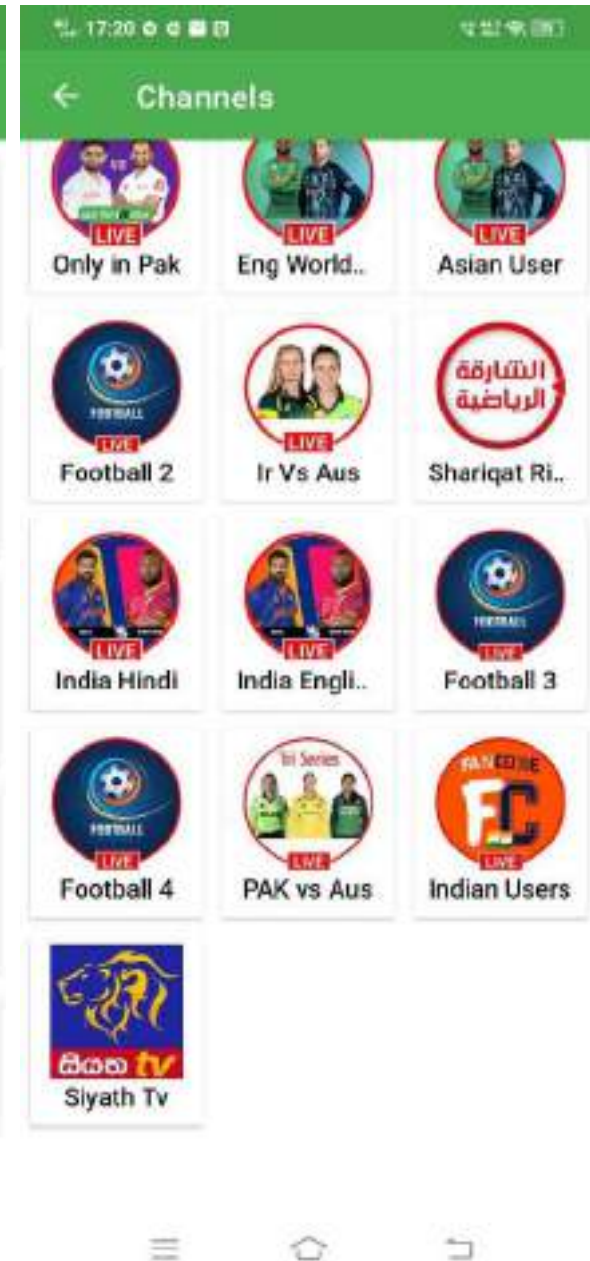 17:20
Channels
LIVE LIVE LIVE
Only in Pak Eng World.. Asian User
FOOTBALL
الشارقة
الرياضية
LIVE LIVE
Football 2 Ir Vs Aus Shariqat Ri..
FOOTBALL
LIVE LIVE LIVE
India Hindi India Engli.. Football 3
Tri Series
FANCODE
FC
FOOTBALL
LIVE LIVE LIVE
Football 4 PAK vs Aus Indian Users
සියත tv
Siyath Tv